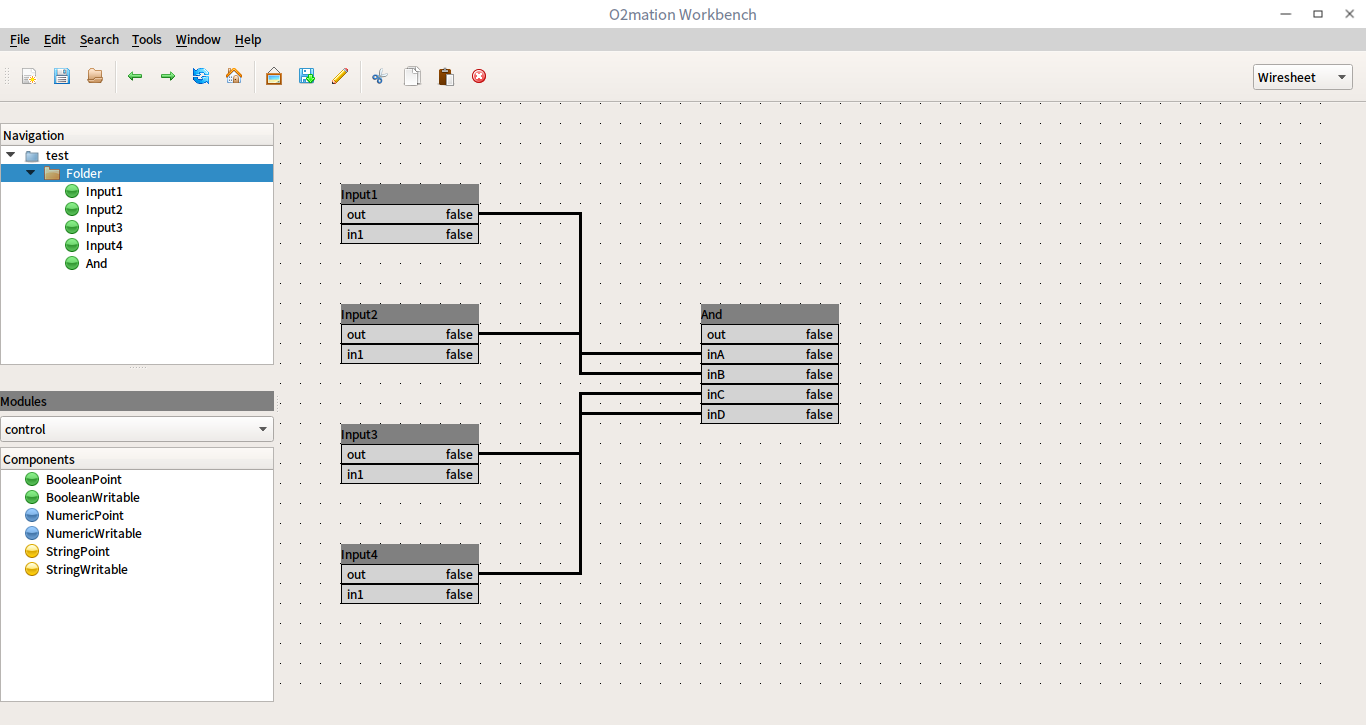 O2mation Workbench
File Edit Search Tools Window Help
Wiresheet
Navigation
test
Folder
Input1
Input2
Input3
Input4
And
Modules
control
Components
BooleanPoint
BooleanWritable
NumericPoint
NumericWritable
StringPoint
StringWritable
Input1
out false
in1 false
Input2
out false
in1 false
Input3
out false
in1 false
Input4
out false
in1 false
And
out false
inA false
inB false
inC false
inD false